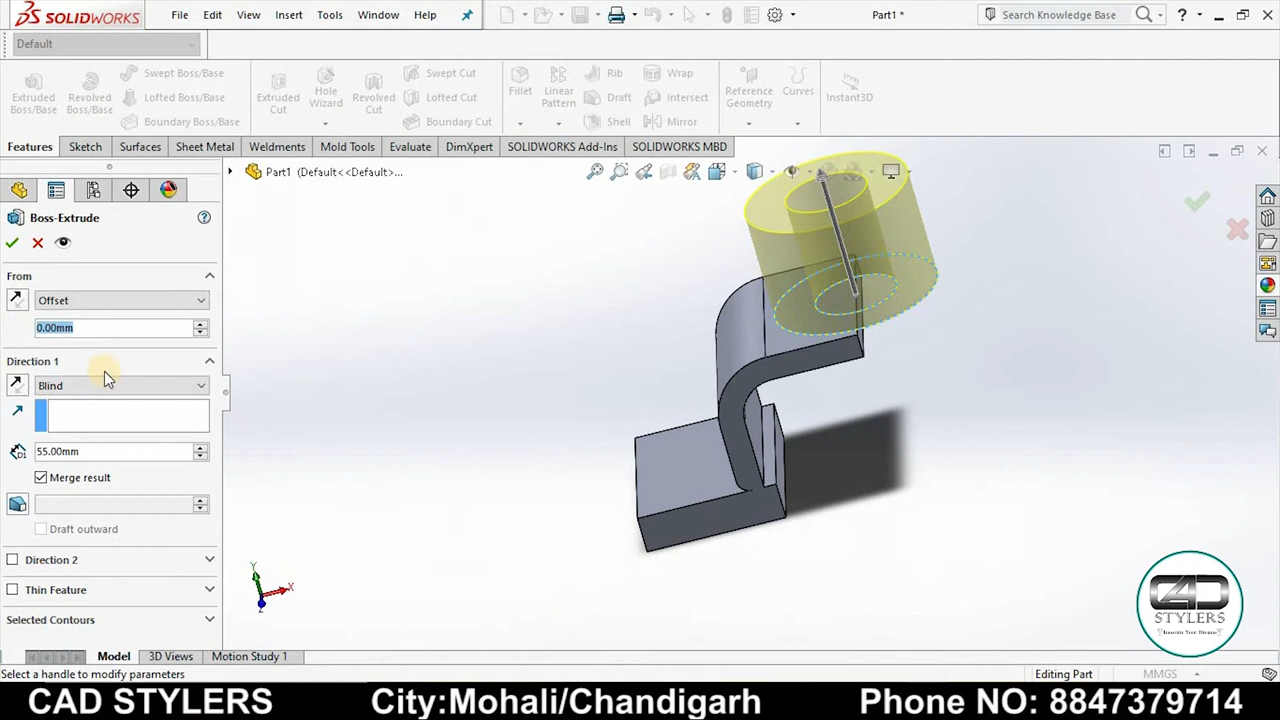 SOLIDWORKS File Edit View Insert Tools Window Help Part1 * Search Knowledge Base ?
Default
Extruded Boss/Base
Revolved Boss/Base
Swept Boss/Base
Lofted Boss/Base
Boundary Boss/Base
Extruded Cut
Hole Wizard
Revolved Cut
Swept Cut
Lofted Cut
Boundary Cut
Fillet
Linear Pattern
Rib
Draft
Shell
Wrap
Intersect
Mirror
Reference Geometry
Curves
Instant3D
Features Sketch Surfaces Sheet Metal Weldments Mold Tools Evaluate DimXpert SOLIDWORKS Add-Ins SOLIDWORKS MBD
Part1 (Default<<Default>...
Boss-Extrude
From
Offset
0.00mm
Direction 1
Blind
D1 55.00mm
Merge result
Draft outward
Direction 2
Thin Feature
Selected Contours
Y
X
Z
CAD
STYLERS
"Innovate Your Dreams"
Model 3D Views Motion Study 1
Select a handle to modify parameters Editing Part MMGS
CAD STYLERS City:Mohali/Chandigarh Phone NO: 8847379714